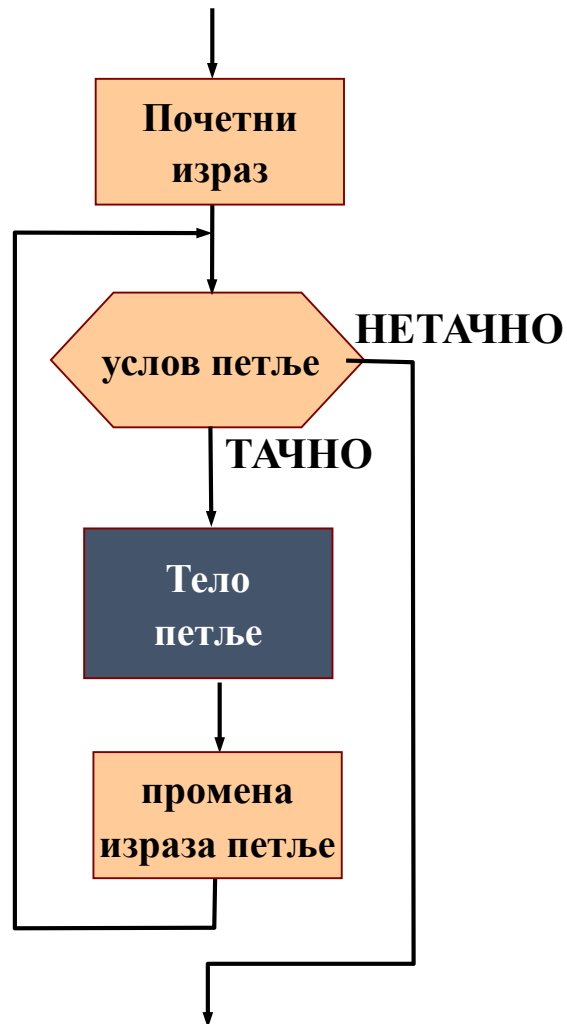 Почетни
израз
НЕТАЧНО
услов петље
ТАЧНО
Тело
петље
промена
израза петље